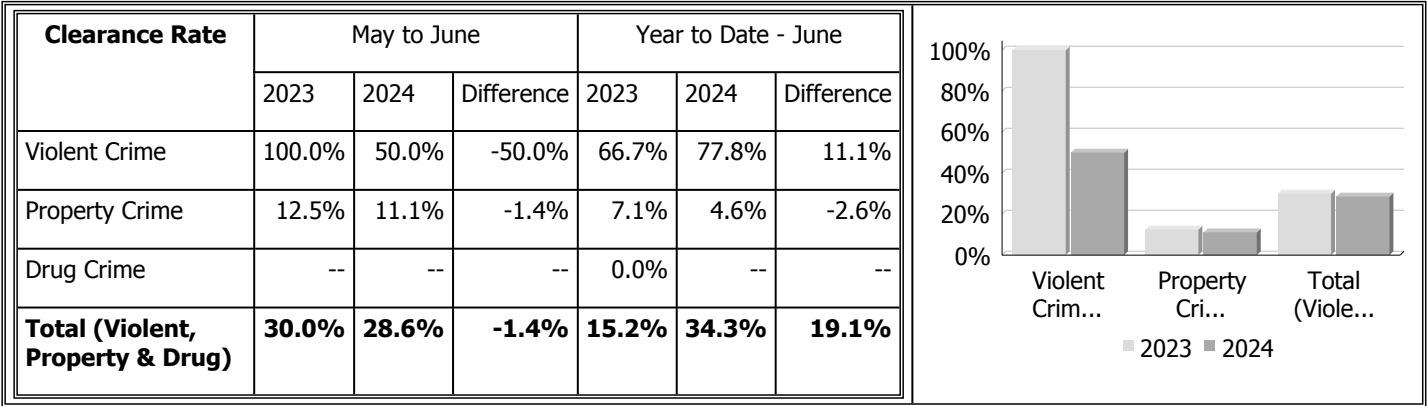 Clearance Rate May to June Year to Date - June
2023 2024 Difference 2023 2024 Difference
Violent Crime 100.0% 50.0% -50.0% 66.7% 77.8% 11.1%
Property Crime 12.5% 11.1% -1.4% 7.1% 4.6% -2.6%
Drug Crime -- -- -- 0.0% -- --
Total (Violent, 30.0% 28.6% -1.4% 15.2% 34.3% 19.1%
Property & Drug)
100%
80%
60%
40%
20%
0%
Violent Property Total
Crim... Cri... (Viole...
2023 2024